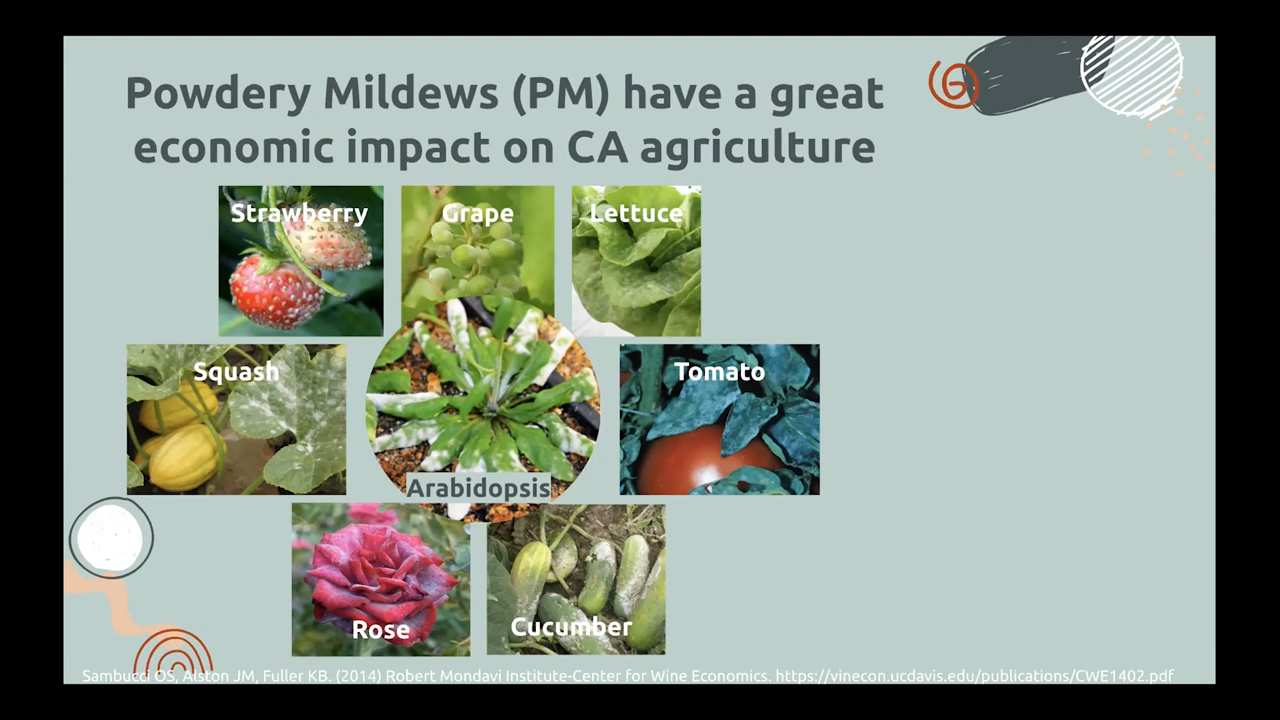 Powdery Mildews (PM) have a great
economic impact on CA agriculture
Strawberry
Grape
Lettuce
Squash
Tomato
Arabidopsis
Rose
Cucumber
Sambucci OS, Alston JM, Fuller KB. (2014) Robert Mondavi Institute-Center for Wine Economics. https://vinecon.ucdavis.edu/publications/CWE1402.pdf